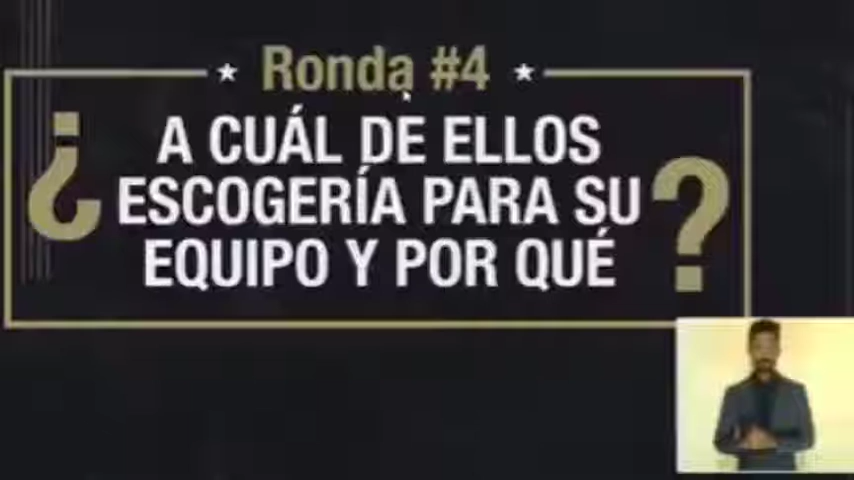 Ronda #4
¿A CUÁL DE ELLOS
ESCOGERÍA PARA SU
EQUIPO Y POR QUÉ?